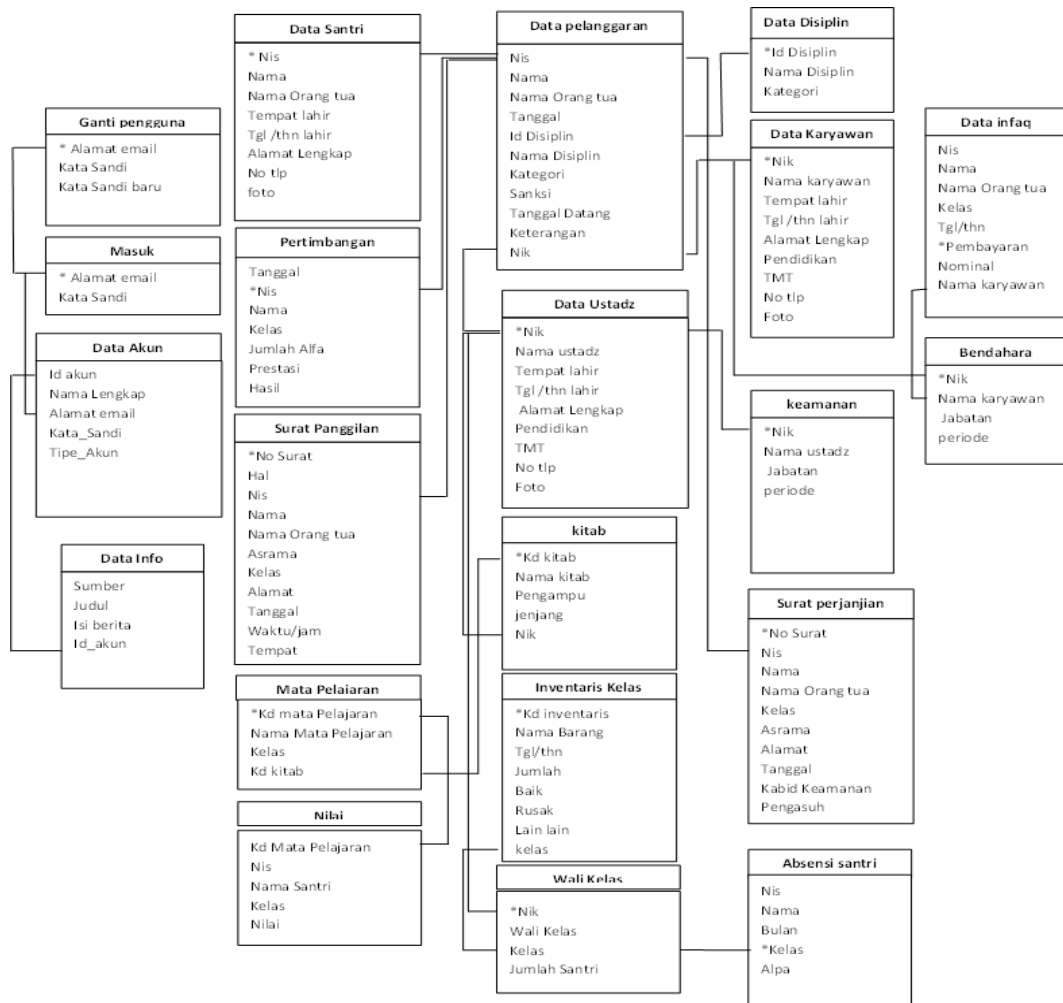 Ganti pengguna
* Alamat email
Kata Sandi
Kata Sandi baru
Masuk
* Alamat email
Kata Sandi
Data Akun
Id akun
Nama Lengkap
Alamat email
Kata_Sandi
Tipe_Akun
Data Info
Sumber
Judul
Isi berita
Id_akun
Data Santri
* Nis
Nama
Nama Orang tua
Tempat lahir
Tgl /thn lahir
Alamat Lengkap
No tlp
foto
Pertimbangan
Tanggal
*Nis
Nama
Kelas
Jumlah Alfa
Prestasi
Hasil
Surat Panggilan
*No Surat
Hal
Nis
Nama
Nama Orang tua
Asrama
Kelas
Alamat
Tanggal
Waktu/jam
Tempat
Mata Pelajaran
*Kd mata Pelajaran
Nama Mata Pelajaran
Kelas
Kd kitab
Nilai
Kd Mata Pelajaran
Nis
Nama Santri
Kelas
Nilai
Data pelanggaran
Nis
Nama
Nama Orang tua
Tanggal
Id Disiplin
Nama Disiplin
Kategori
Sanksi
Tanggal Datang
Keterangan
Nik
Data Ustadz
*Nik
Nama ustadz
Tempat lahir
Tgl /thn lahir
Alamat Lengkap
Pendidikan
TMT
No tlp
Foto
kitab
*Kd kitab
Nama kitab
Pengampu
jenjang
Nik
Inventaris Kelas
*Kd inventaris
Nama Barang
Tgl/thn
Jumlah
Baik
Rusak
Lain lain
kelas
Wali Kelas
*Nik
Wali Kelas
Kelas
Jumlah Santri
Data Disiplin
*Id Disiplin
Nama Disiplin
Kategori
Data Karyawan
*Nik
Nama karyawan
Tempat lahir
Tgl /thn lahir
Alamat Lengkap
Pendidikan
TMT
No tlp
Foto
keamanan
*Nik
Nama ustadz
Jabatan
periode
Surat perjanjian
*No Surat
Nis
Nama
Nama Orang tua
Kelas
Asrama
Alamat
Tanggal
Kabid Keamanan
Pengasuh
Absensi santri
Nis
Nama
Bulan
*Kelas
Alpa
Data infaq
Nis
Nama
Nama Orang tua
Kelas
Tgl/thn
*Pembayaran
Nominal
Nama karyawan
Bendahara
*Nik
Nama karyawan
Jabatan
periode